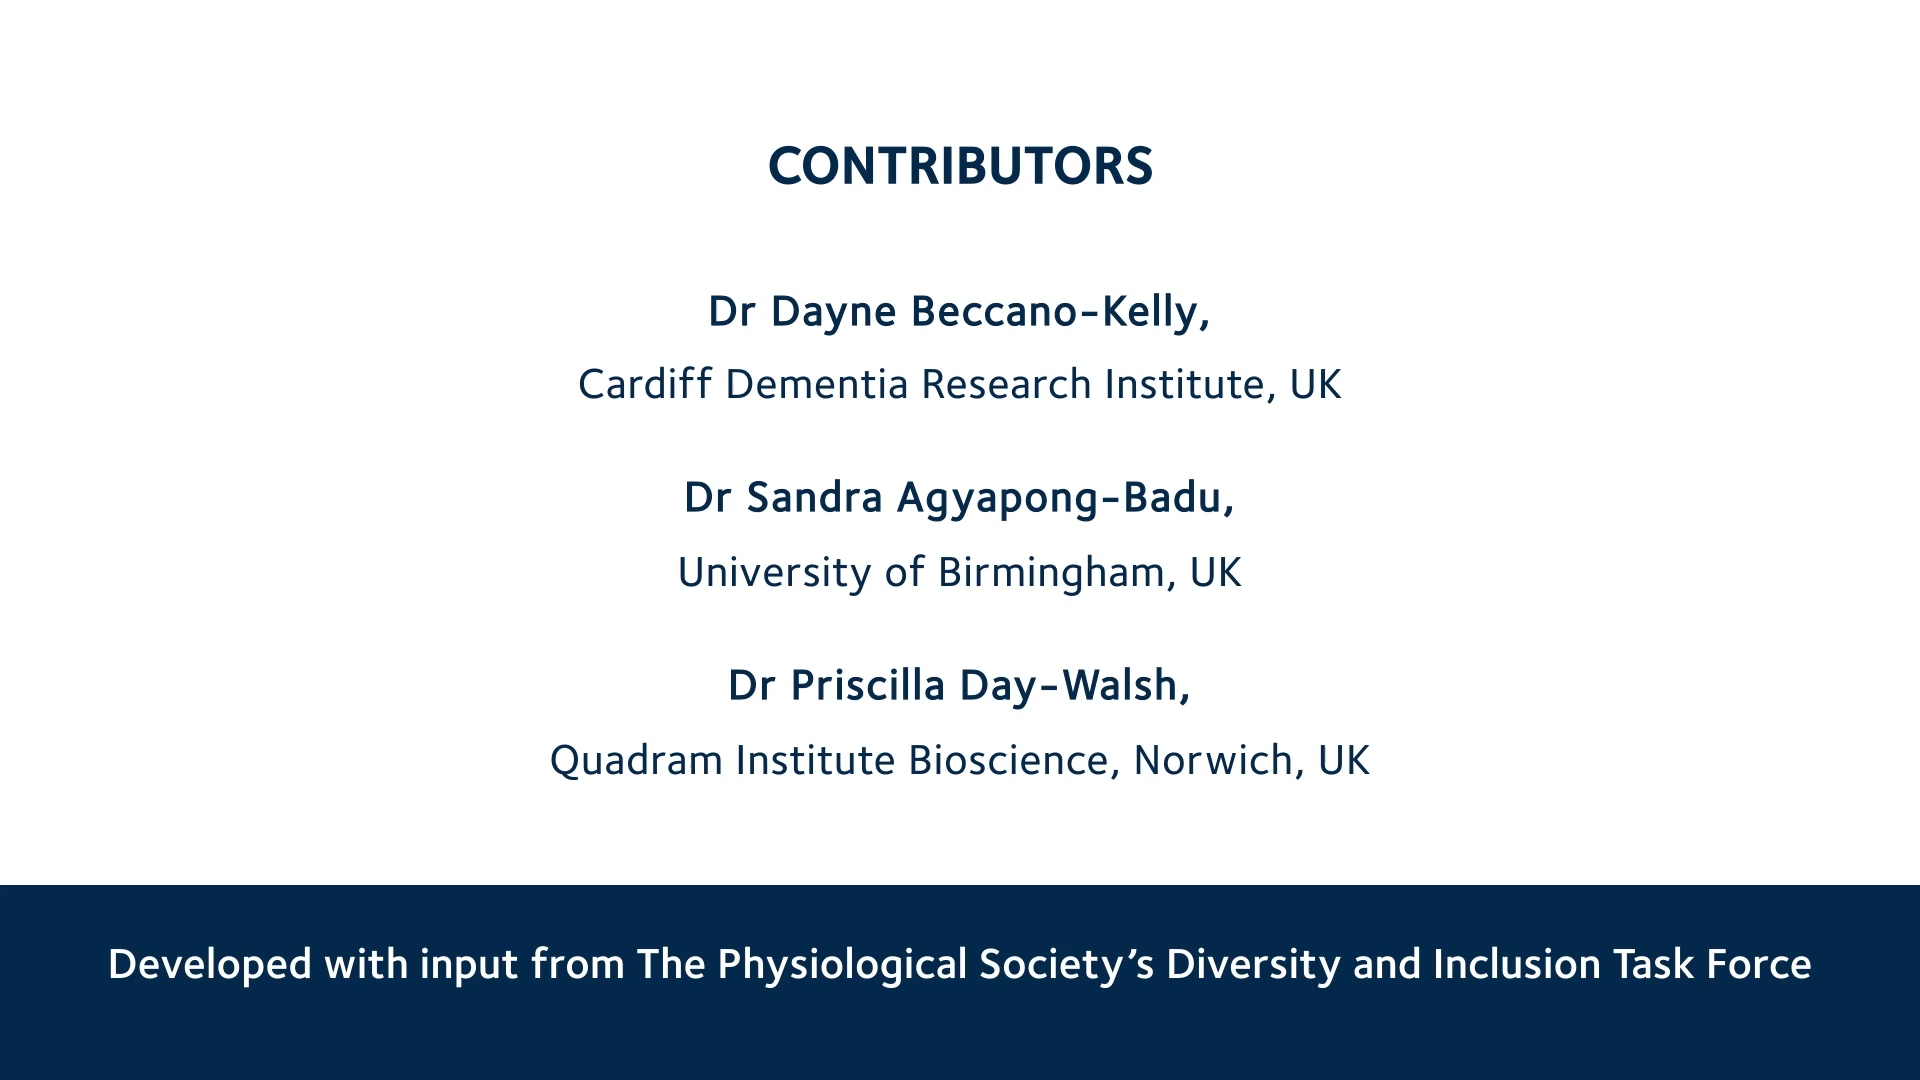 CONTRIBUTORS
Dr Dayne Beccano-Kelly,
Cardiff Dementia Research Institute, UK
Dr Sandra Agyapong-Badu,
University of Birmingham, UK
Dr Priscilla Day-Walsh,
Quadram Institute Bioscience, Norwich, UK
Developed with input from The Physiological Society’s Diversity and Inclusion Task Force